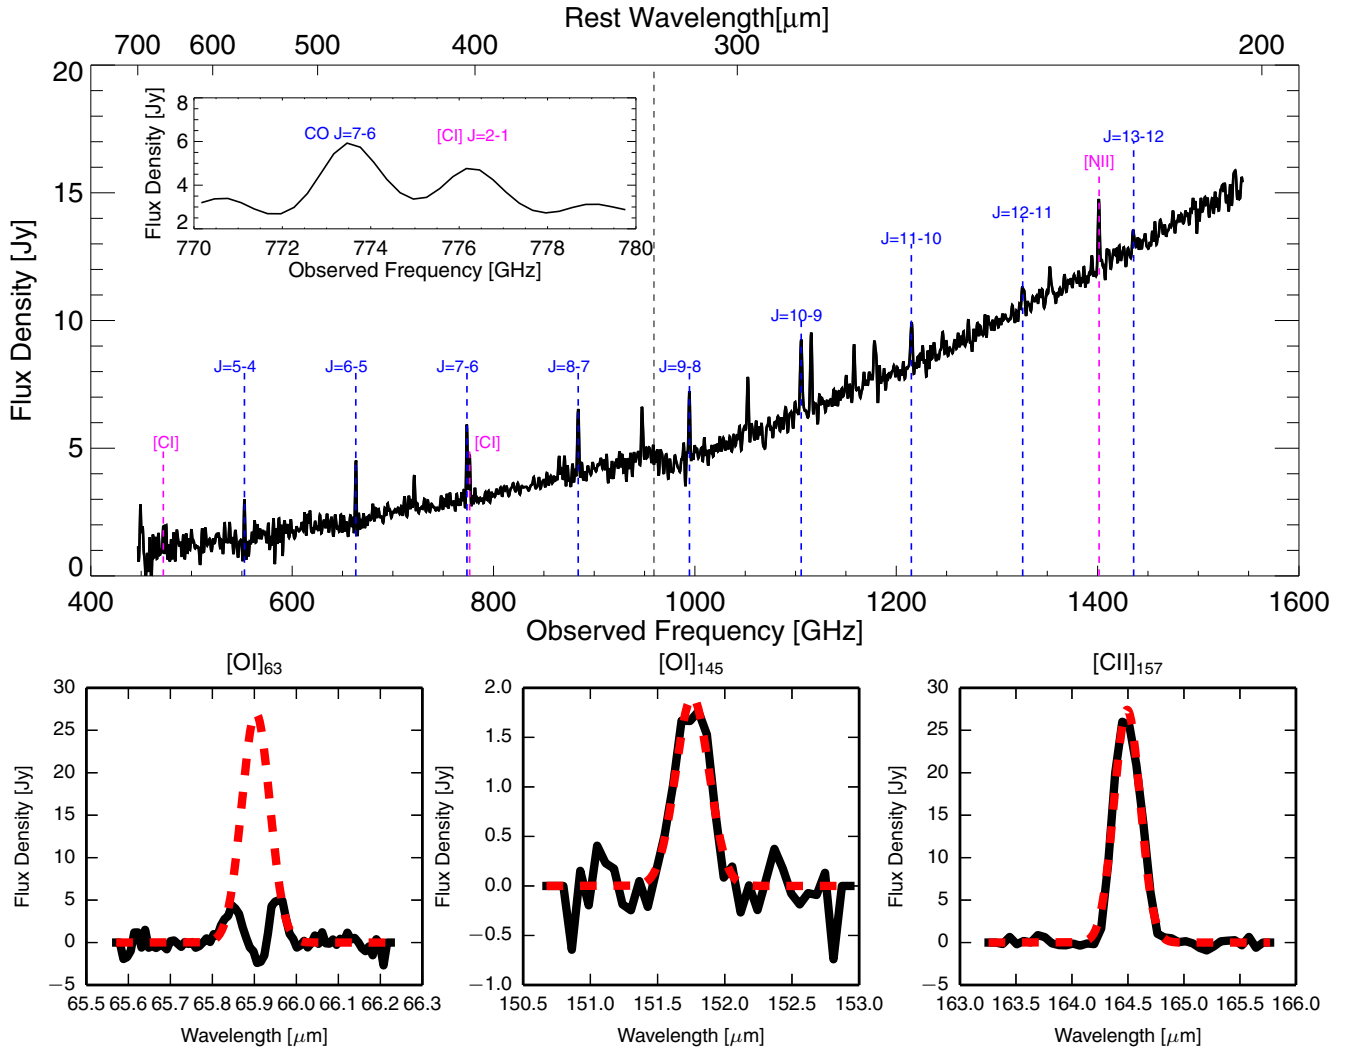 Rest Wavelength[μm]
700 600 500 400 300 200
20
15
10
5
0
Flux Density [Jy]
8
6
4
2
Flux Density [Jy]
CO J=7-6 [CI] J=2-1
770 772 774 776 778 780
Observed Frequency [GHz]
J=13-12
[NII]
J=12-11
J=11-10
J=10-9
J=5-4 J=6-5 J=7-6 J=8-7 J=9-8
[CI] [CI]
400 600 800 1000 1200 1400 1600
Observed Frequency [GHz]
[OI]63
30
25
20
15
10
5
0
−5
Flux Density [Jy]
65.5 65.6 65.7 65.8 65.9 66.0 66.1 66.2 66.3
Wavelength [μm]
[OI]145
2.0
1.5
1.0
0.5
0.0
−0.5
−1.0
Flux Density [Jy]
150.5 151.0 151.5 152.0 152.5 153.0
Wavelength [μm]
[CII]157
30
25
20
15
10
5
0
−5
Flux Density [Jy]
163.0 163.5 164.0 164.5 165.0 165.5 166.0
Wavelength [μm]